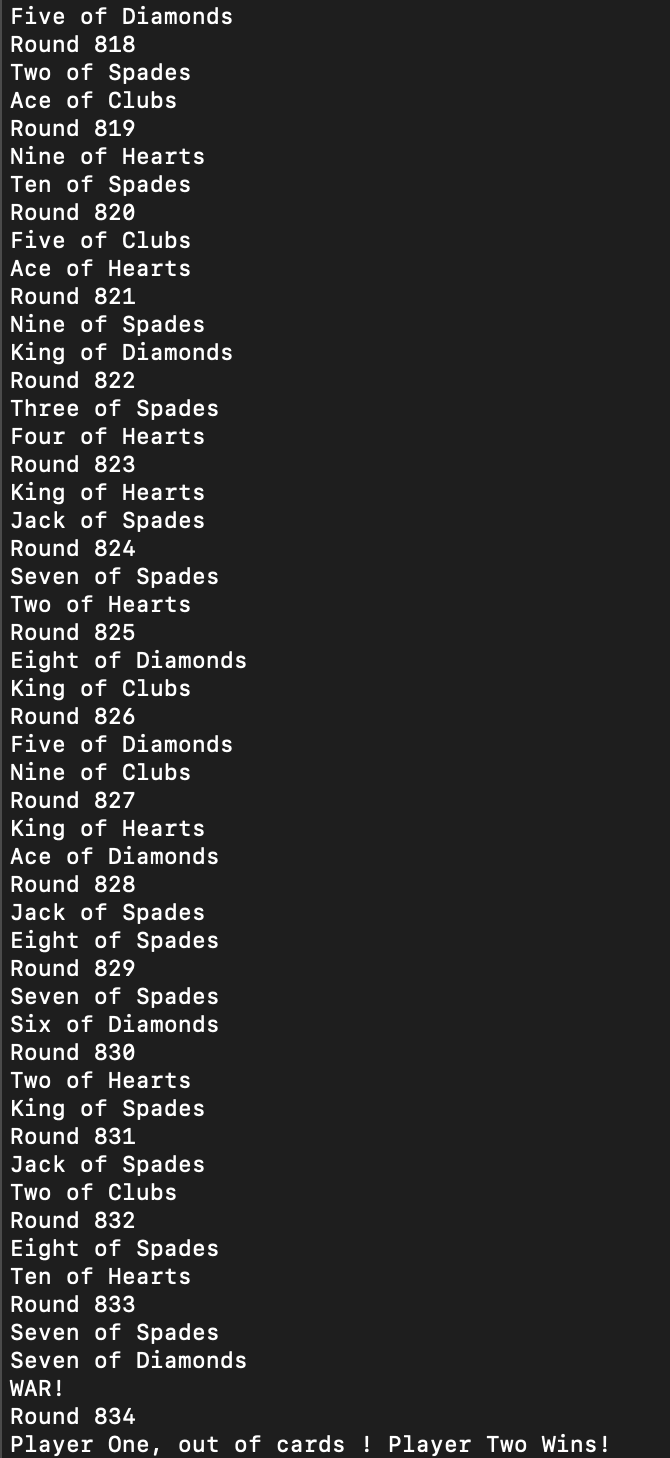 Five of Diamonds
Round 818
Two of Spades
Ace of Clubs
Round 819
Nine of Hearts
Ten of Spades
Round 820
Five of Clubs
Ace of Hearts
Round 821
Nine of Spades
King of Diamonds
Round 822
Three of Spades
Four of Hearts
Round 823
King of Hearts
Jack of Spades
Round 824
Seven of Spades
Two of Hearts
Round 825
Eight of Diamonds
King of Clubs
Round 826
Five of Diamonds
Nine of Clubs
Round 827
King of Hearts
Ace of Diamonds
Round 828
Jack of Spades
Eight of Spades
Round 829
Seven of Spades
Six of Diamonds
Round 830
Two of Hearts
King of Spades
Round 831
Jack of Spades
Two of Clubs
Round 832
Eight of Spades
Ten of Hearts
Round 833
Seven of Spades
Seven of Diamonds
WAR!
Round 834
Player One, out of cards ! Player Two Wins!